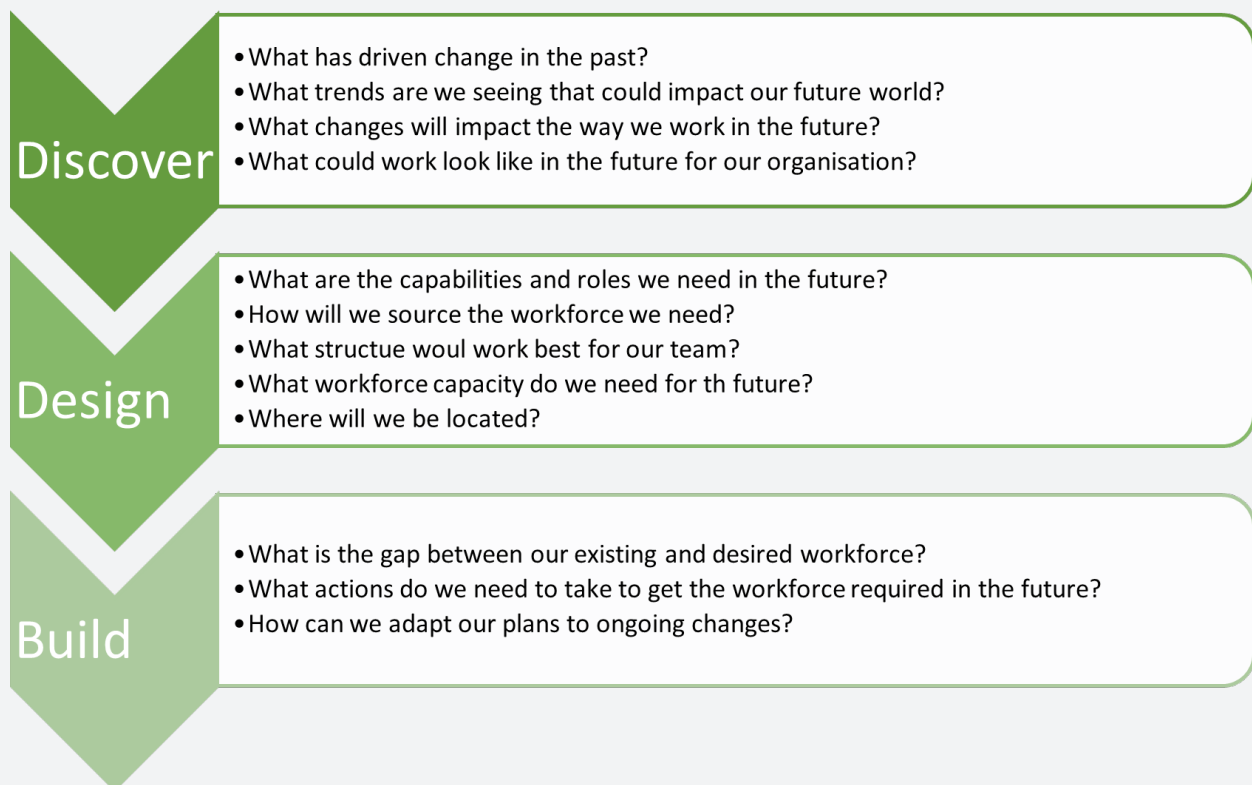 Discover
•What has driven change in the past?
•What trends are we seeing that could impact our future world?
•What changes will impact the way we work in the future?
•What could work look like in the future for our organisation?
Design
•What are the capabilities and roles we need in the future?
•How will we source the workforce we need?
•What structue woul work best for our team?
•What workforce capacity do we need for th future?
•Where will we be located?
Build
•What is the gap between our existing and desired workforce?
•What actions do we need to take to get the workforce required in the future?
•How can we adapt our plans to ongoing changes?